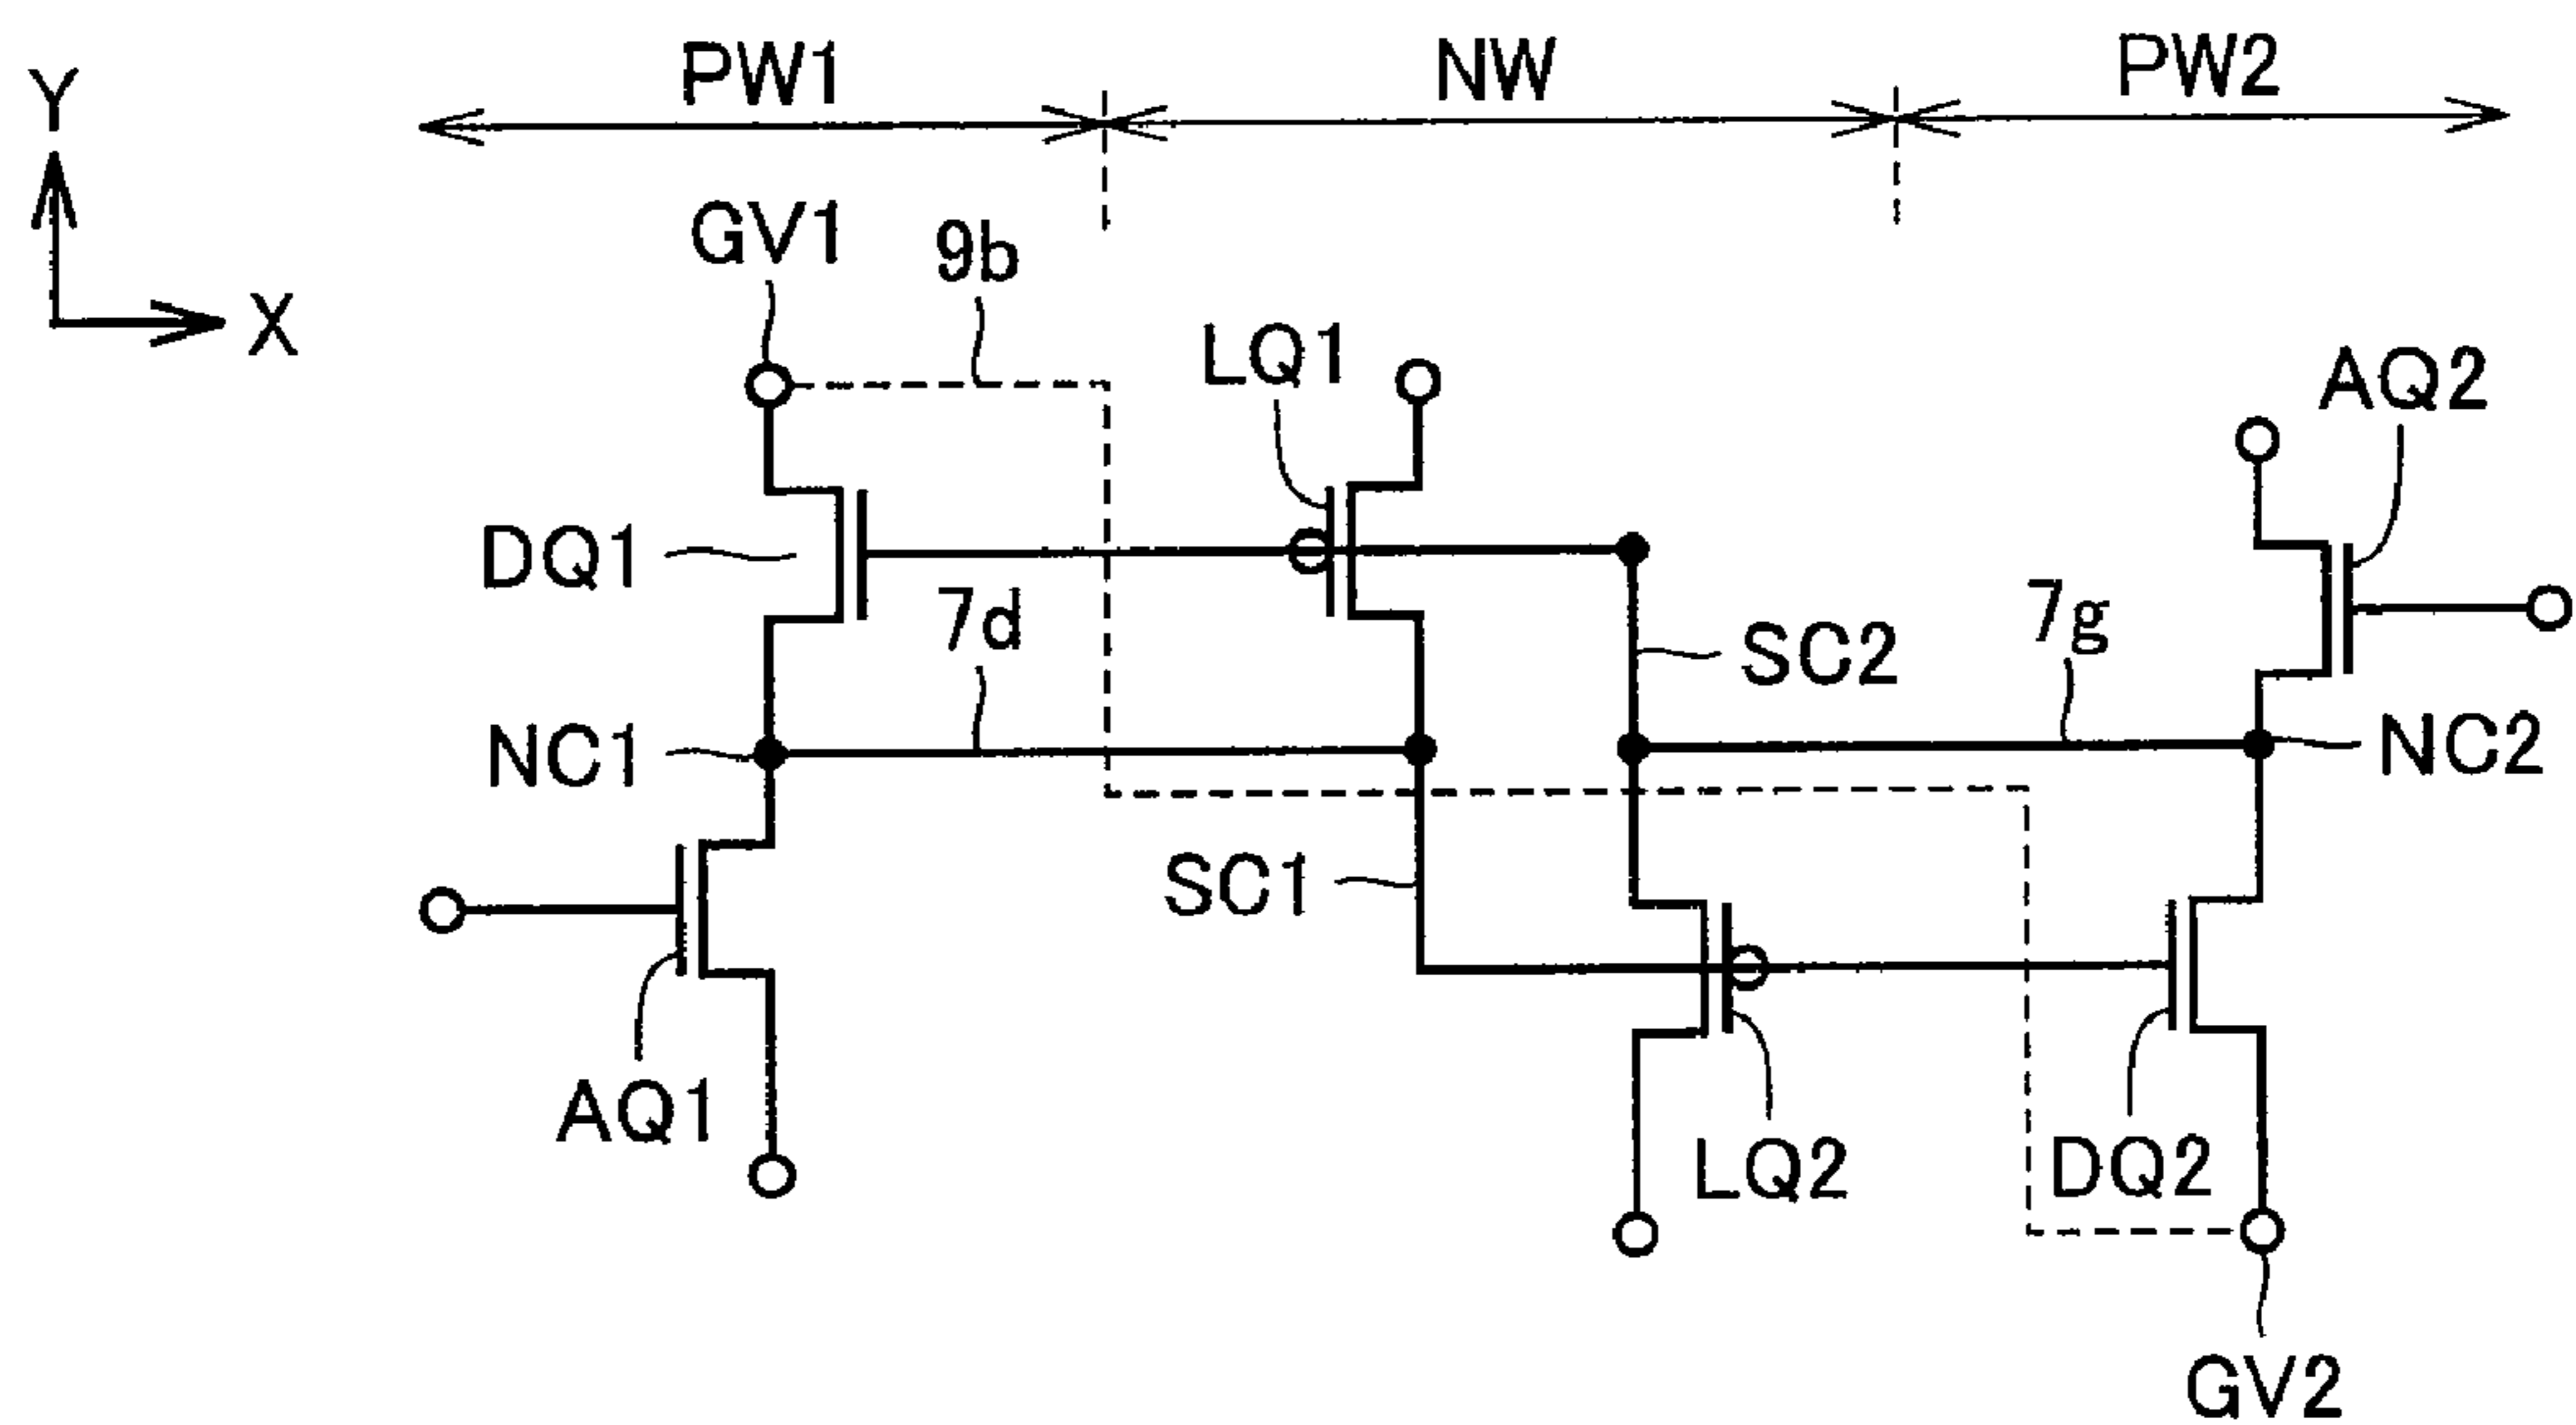 PW1 NW PW2
Y
X
GV1
9b
LQ1
AQ2
DQ1
7d
SC2
7g
NC1
NC2
SC1
AQ1
LQ2
DQ2
GV2